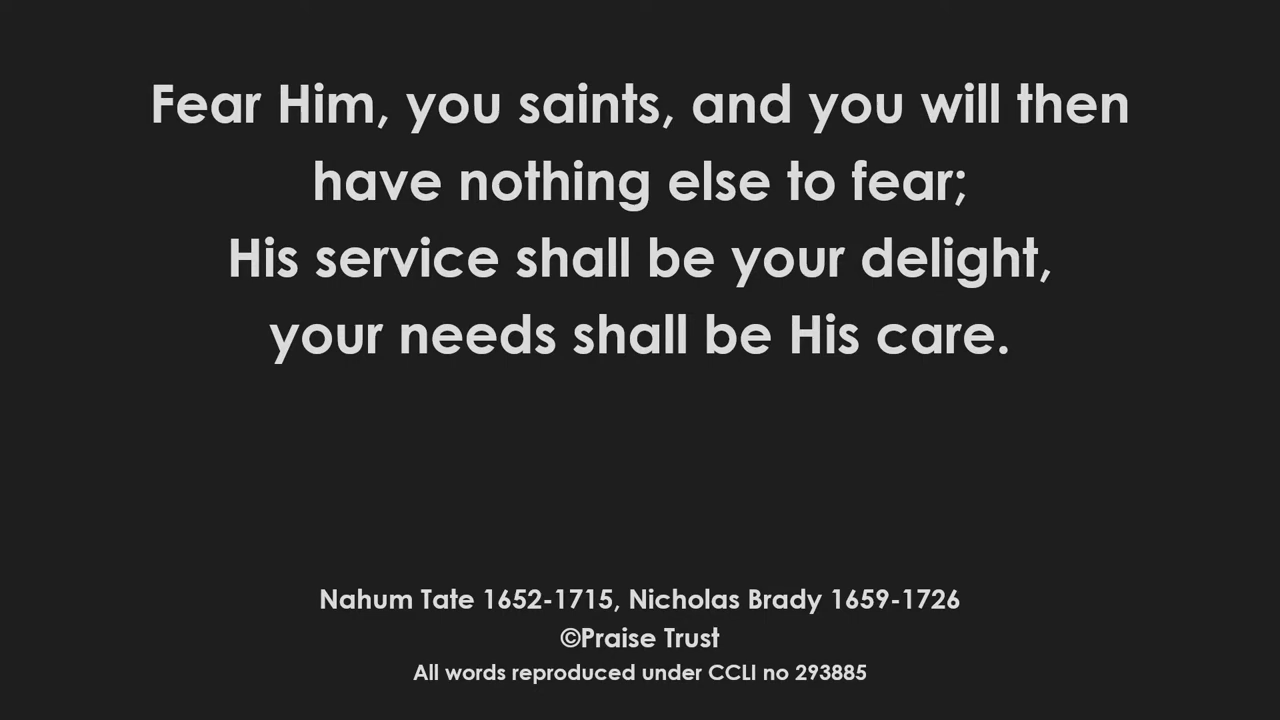 Fear Him, you saints, and you will then
have nothing else to fear;
His service shall be your delight,
your needs shall be His care.
Nahum Tate 1652-1715, Nicholas Brady 1659-1726
©Praise Trust
All words reproduced under CCLI no 293885